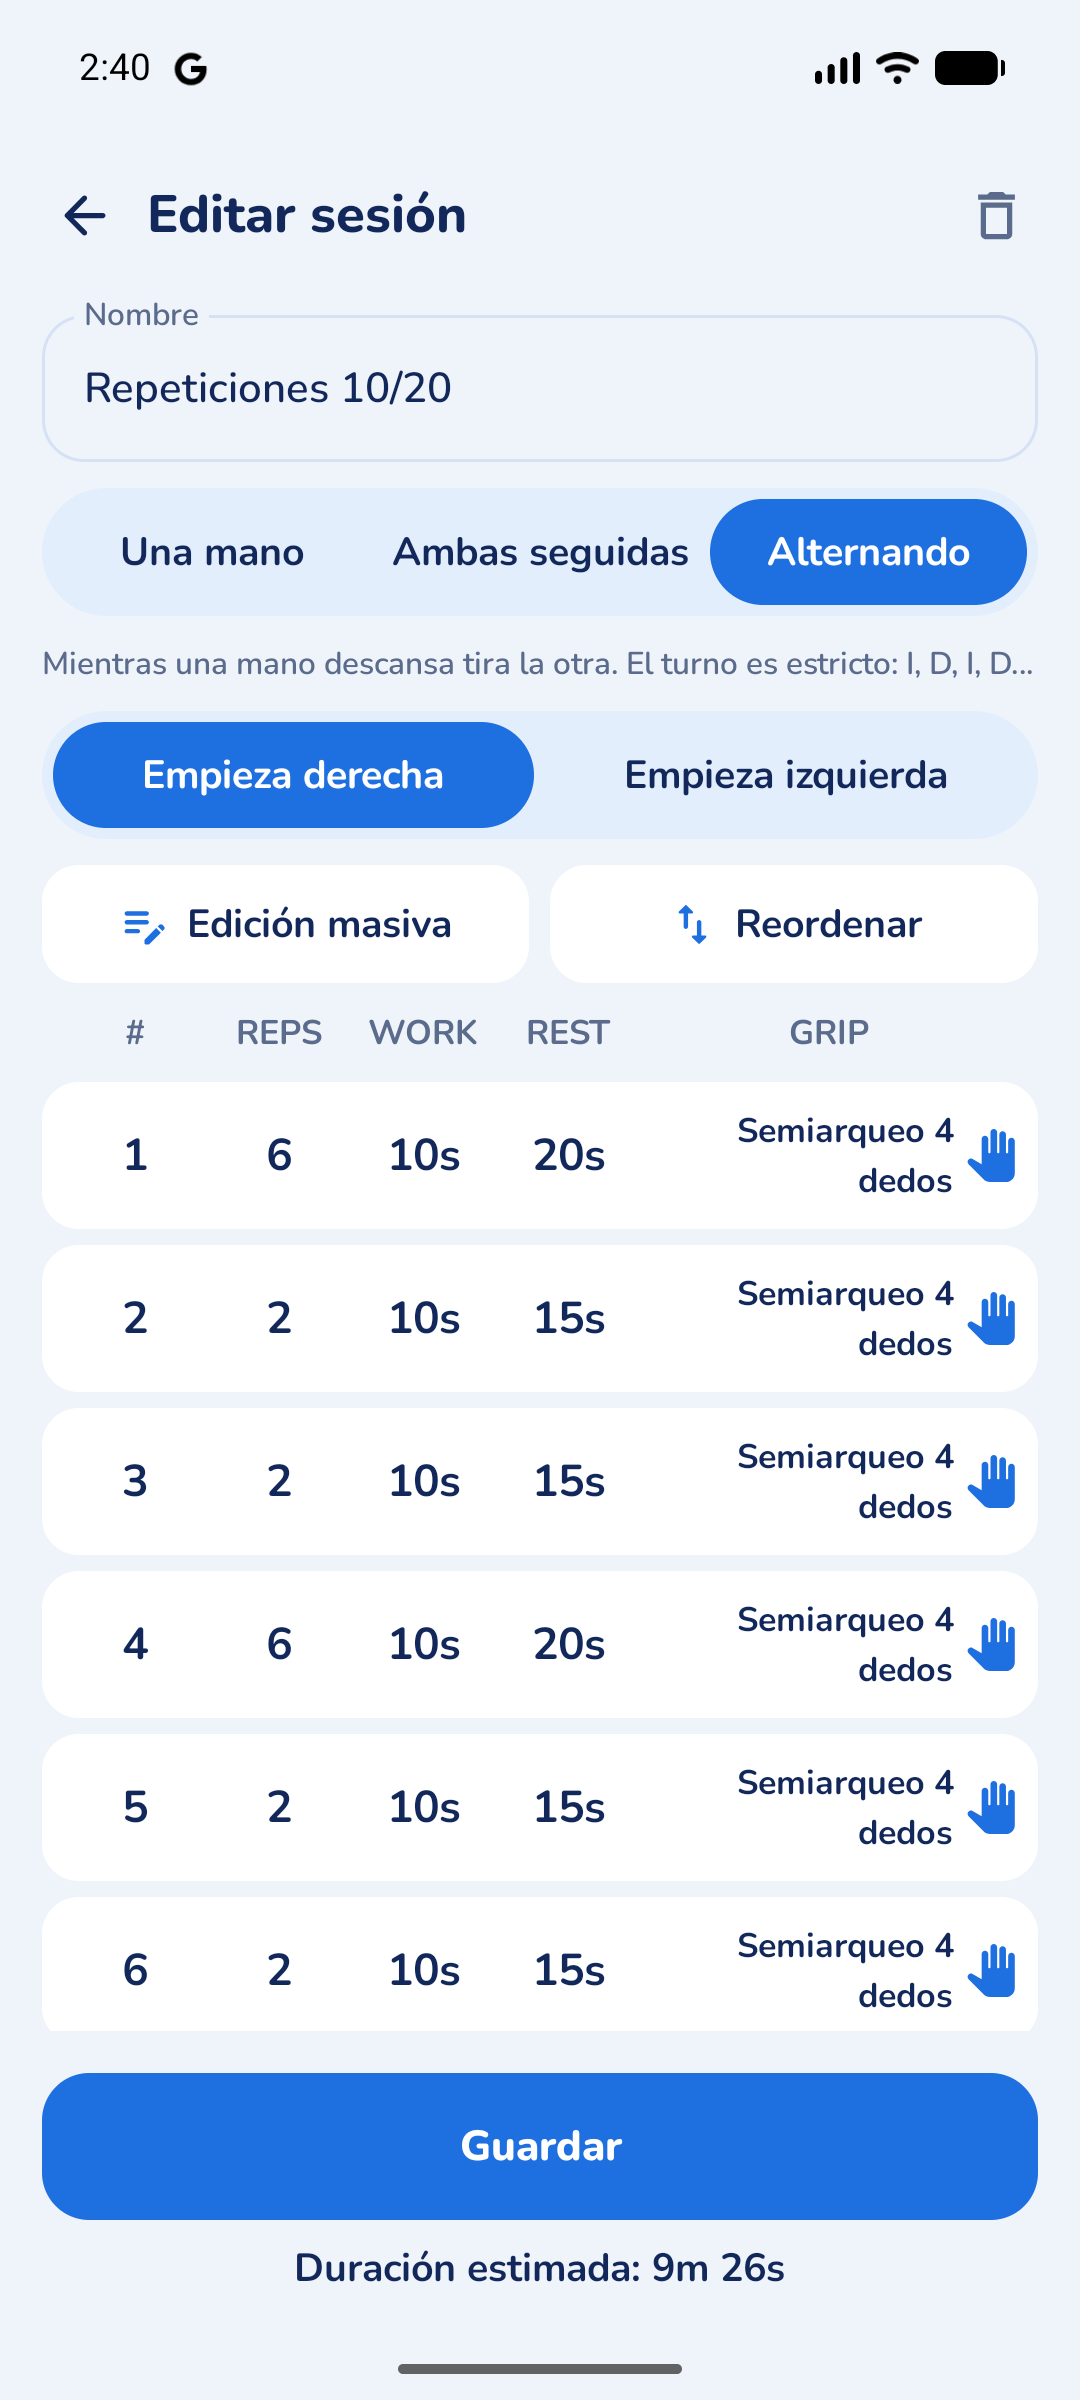 2:40 G
Editar sesión
Nombre
Repeticiones 10/20
Una mano Ambas seguidas Alternando
Mientras una mano descansa tira la otra. El turno es estricto: I, D, I, D...
Empieza derecha Empieza izquierda
Edición masiva Reordenar
# REPS WORK REST GRIP
1 6 10s 20s Semiarqueo 4
dedos
2 2 10s 15s Semiarqueo 4
dedos
3 2 10s 15s Semiarqueo 4
dedos
4 6 10s 20s Semiarqueo 4
dedos
5 2 10s 15s Semiarqueo 4
dedos
6 2 10s 15s Semiarqueo 4
dedos
Guardar
Duración estimada: 9m 26s